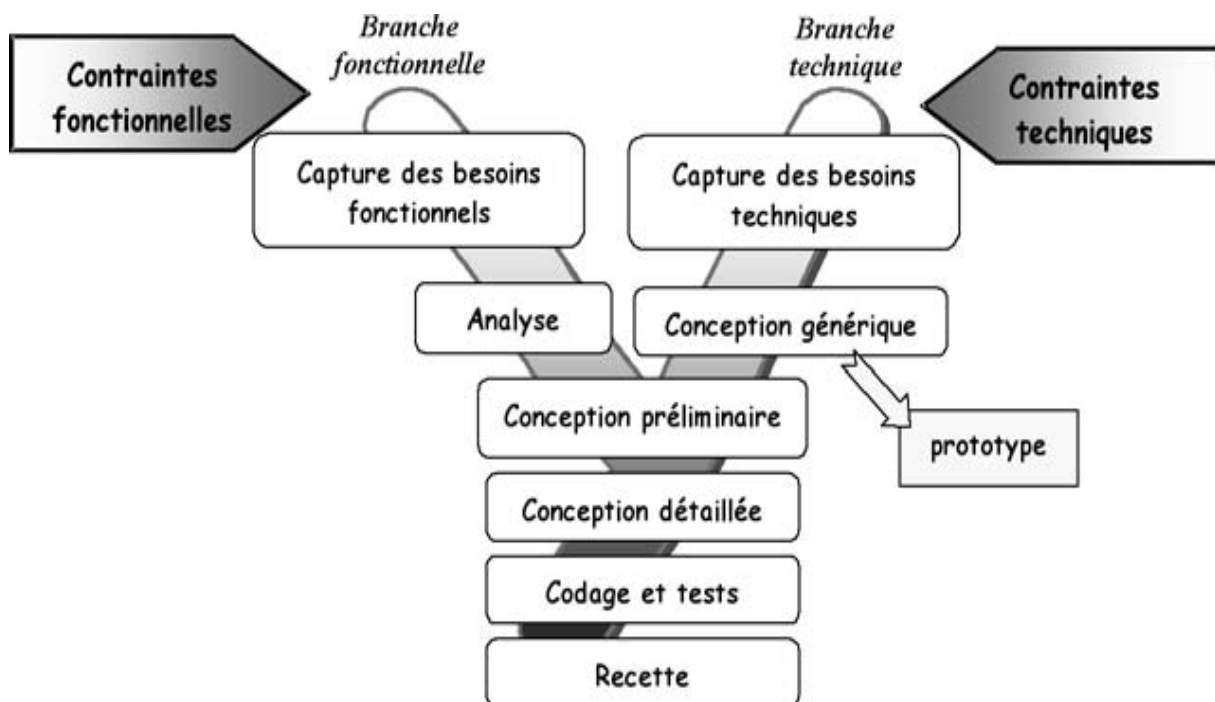 Branche
fonctionnelle
Branche
technique
Contraintes
fonctionnelles
Contraintes
techniques
Capture des besoins
fonctionnels
Capture des besoins
techniques
Analyse
Conception générique
Conception préliminaire
prototype
Conception détaillée
Codage et tests
Recette